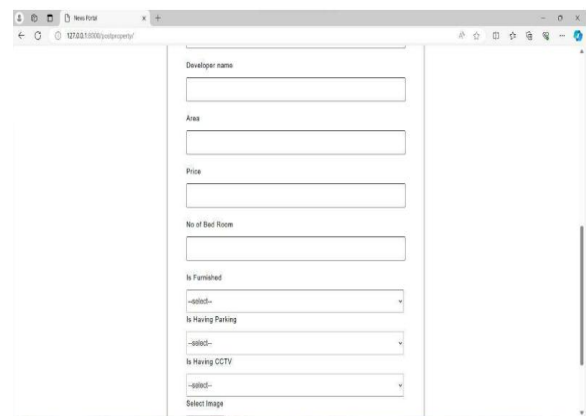 News Portal
127.0.0.1:8000/postproperty/
Developer name
Area
Price
No of Bed Room
Is Furnished
--select--
Is Having Parking
--select--
Is Having CCTV
--select--
Select Image